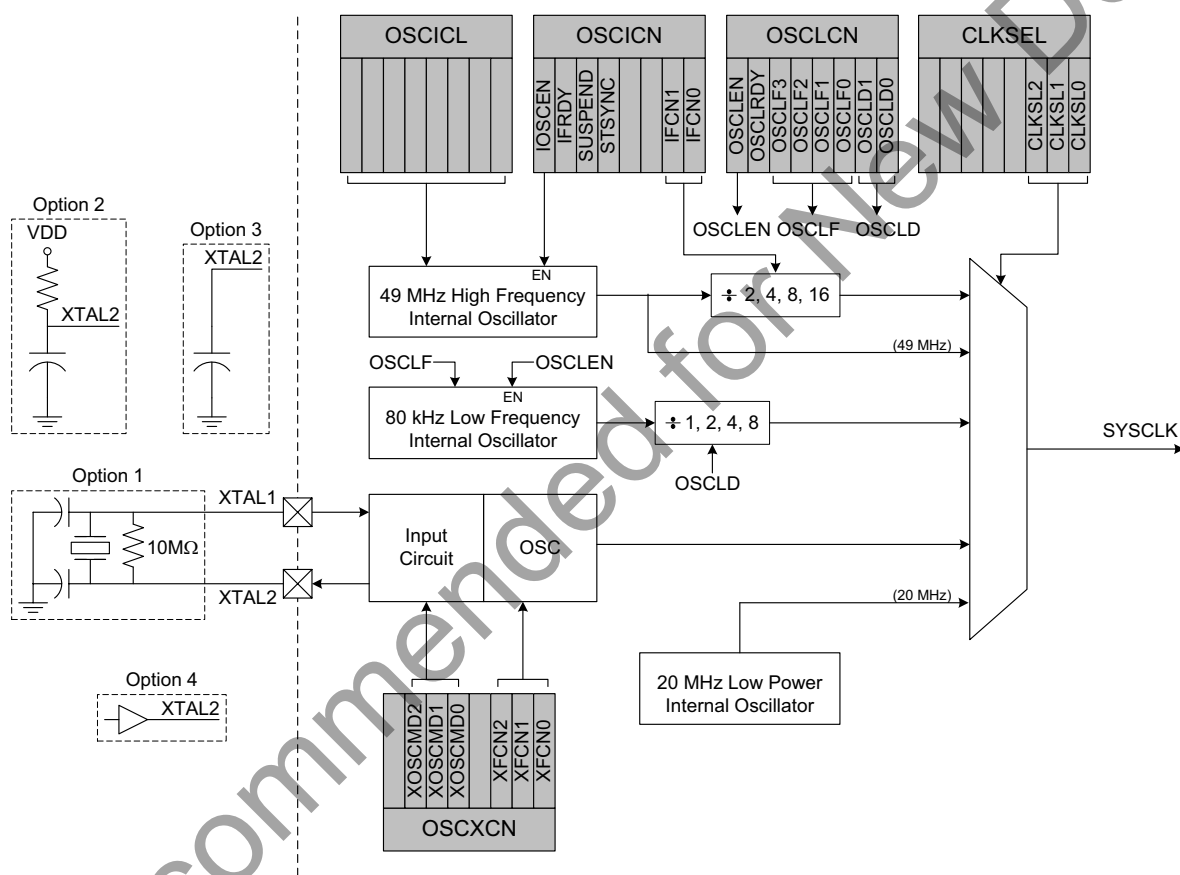 OSCICL
OSCICN
OSCLCN
CLKSEL
IOSCEN
IFRDY
SUSPEND
STSYNC
IFCN1
IFCN0
OSCLEN
OSCLRDY
OSCLF3
OSCLF2
OSCLF1
OSCLF0
OSCLD1
OSCLD0
CLKSL2
CLKSL1
CLKSL0
OSCLEN OSCLF OSCLD
Option 2
VDD
XTAL2
Option 3
XTAL2
EN
49 MHz High Frequency
Internal Oscillator
÷ 2, 4, 8, 16
(49 MHz)
OSCLF
OSCLEN
EN
80 kHz Low Frequency
Internal Oscillator
÷ 1, 2, 4, 8
OSCLD
SYSCLK
Option 1
XTAL1
10MΩ
XTAL2
Input
Circuit
OSC
(20 MHz)
20 MHz Low Power
Internal Oscillator
Option 4
XTAL2
XOSCMD2
XOSCMD1
XOSCMD0
XFCN2
XFCN1
XFCN0
OSCXCN
commended for New D